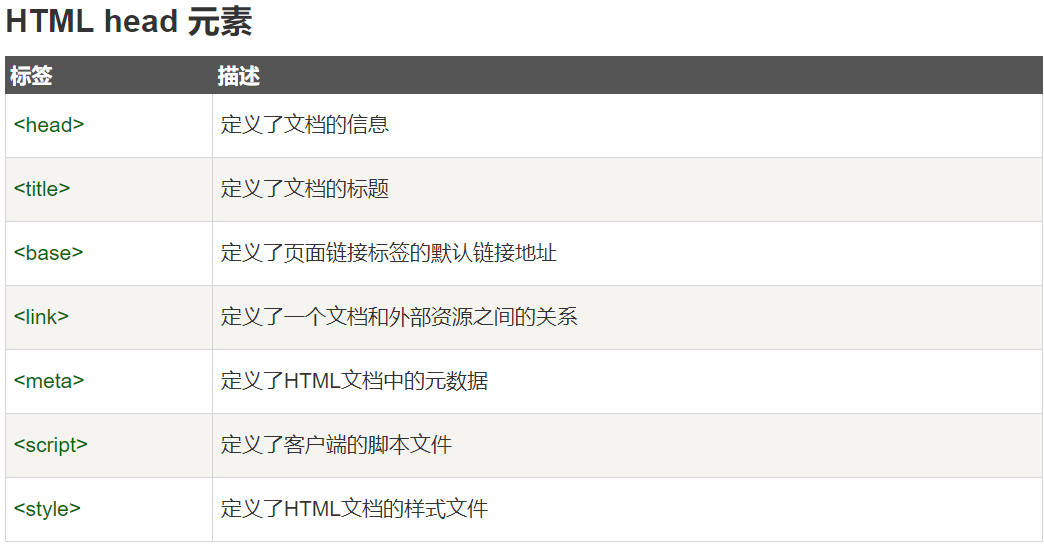 HTML head 元素
标签 描述
<head> 定义了文档的信息
<title> 定义了文档的标题
<base> 定义了页面链接标签的默认链接地址
<link> 定义了一个文档和外部资源之间的关系
<meta> 定义了HTML文档中的元数据
<script> 定义了客户端的脚本文件
<style> 定义了HTML文档的样式文件